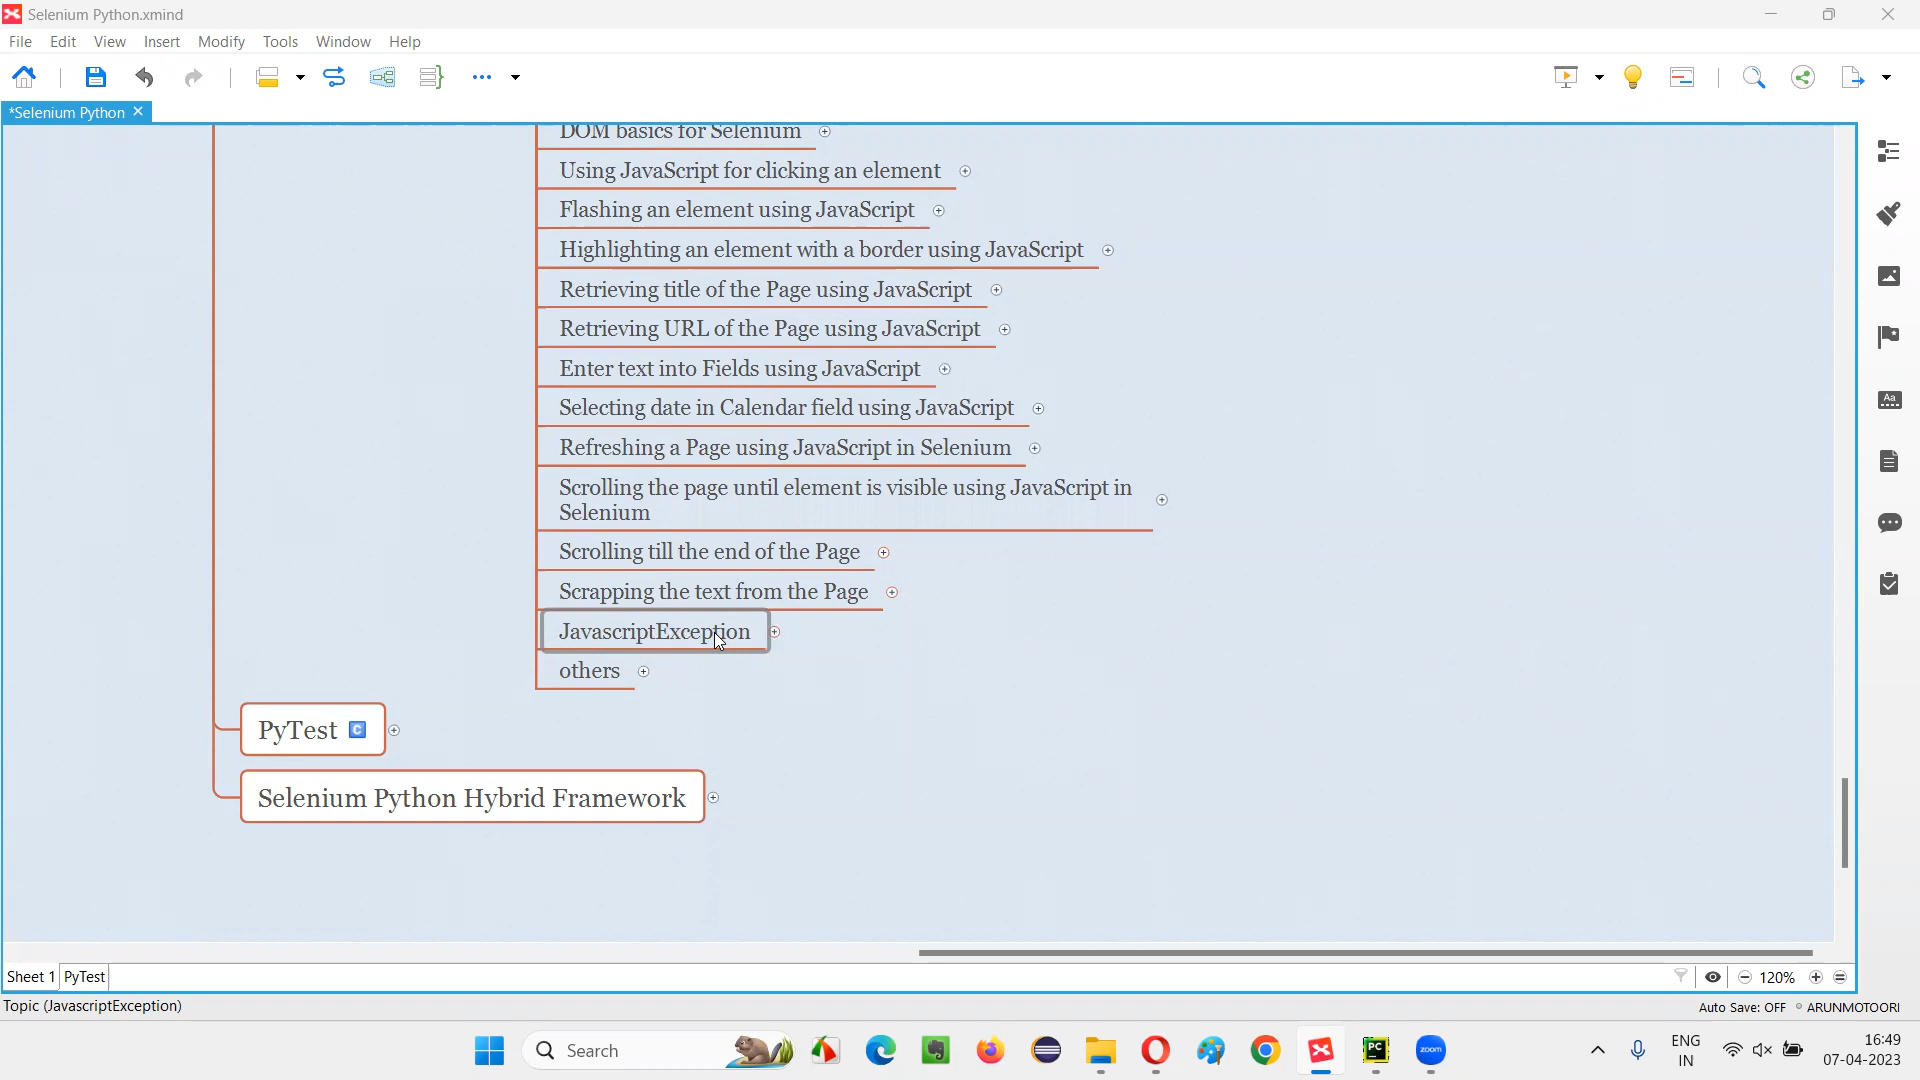 Selenium Python.xmind
File Edit View Insert Modify Tools Window Help
*Selenium Python
DOM basics for Selenium
Using JavaScript for clicking an element
Flashing an element using JavaScript
Highlighting an element with a border using JavaScript
Retrieving title of the Page using JavaScript
Retrieving URL of the Page using JavaScript
Enter text into Fields using JavaScript
Selecting date in Calendar field using JavaScript
Refreshing a Page using JavaScript in Selenium
Scrolling the page until element is visible using JavaScript in
Selenium
Scrolling till the end of the Page
Scrapping the text from the Page
JavascriptException
others
PyTest C
Selenium Python Hybrid Framework
Aa
Sheet 1 PyTest
120%
Topic (JavascriptException)
Auto Save: OFF ARUNMOTOORI
Search
PC
zoom
ENG
IN
16:49
07-04-2023